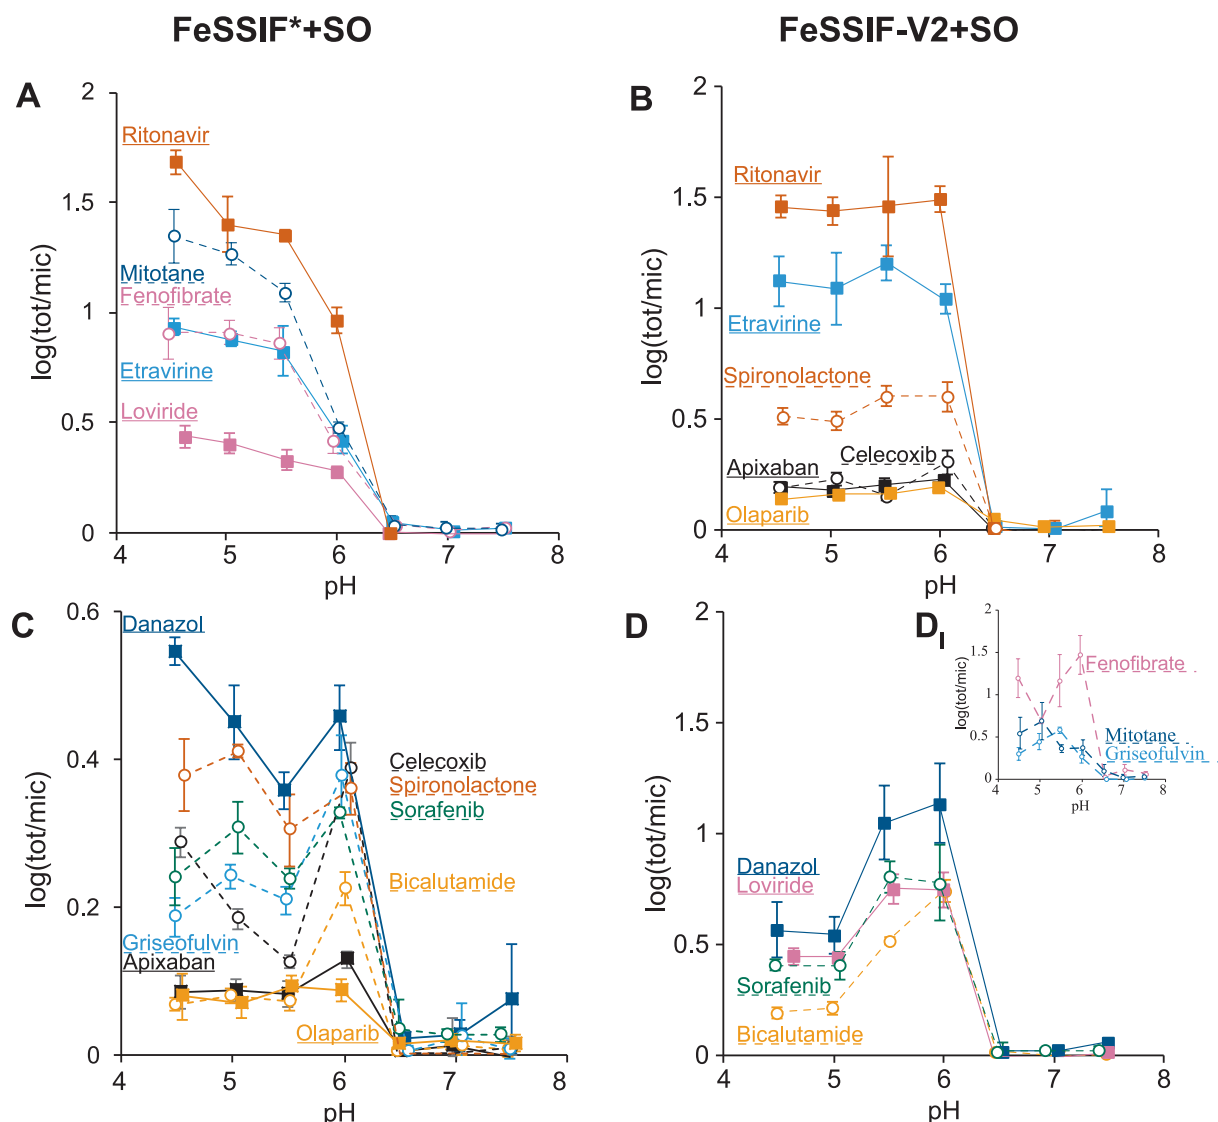 FeSSIF*+SO
FeSSIF-V2+SO
A
2
1.5
1
0.5
0
log(tot/mic)
Ritonavir
Mitotane
Fenofibrate
Etravirine
Loviride
4 5 6 7 8
pH
B
2
1.5
1
0.5
0
log(tot/mic)
Ritonavir
Etravirine
Spironolactone
Apixaban
Celecoxib
Olaparib
4 5 6 7 8
pH
C
0.6
0.4
0.2
0
log(tot/mic)
Danazol
Celecoxib
Spironolactone
Sorafenib
Bicalutamide
Griseofulvin
Apixaban
Olaparib
4 5 6 7 8
pH
D
2
1.5
1
0.5
0
log(tot/mic)
Danazol
Loviride
Sorafenib
Bicalutamide
4 5 6 7 8
pH
DI
2
1.5
1
0.5
0
log(tot/mic)
Fenofibrate
Mitotane
Griseofulvin
4 5 6 7 8
pH